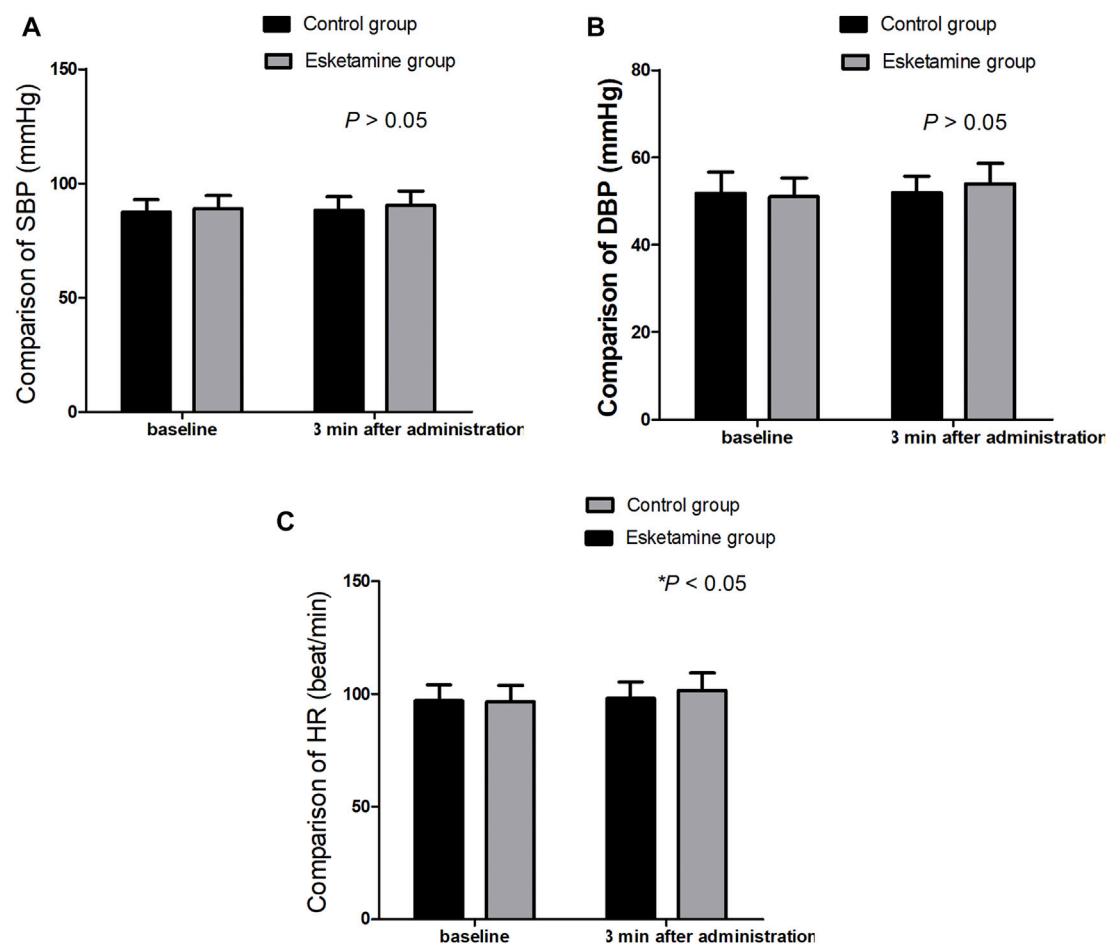 A
Control group
Esketamine group
Comparison of SBP (mmHg)
150
100
50
0
P > 0.05
baseline
3 min after administration
B
Control group
Esketamine group
Comparison of DBP (mmHg)
80
60
40
20
0
P > 0.05
baseline
3 min after administration
C
Control group
Esketamine group
Comparison of HR (beat/min)
150
100
50
0
*P < 0.05
baseline
3 min after administration